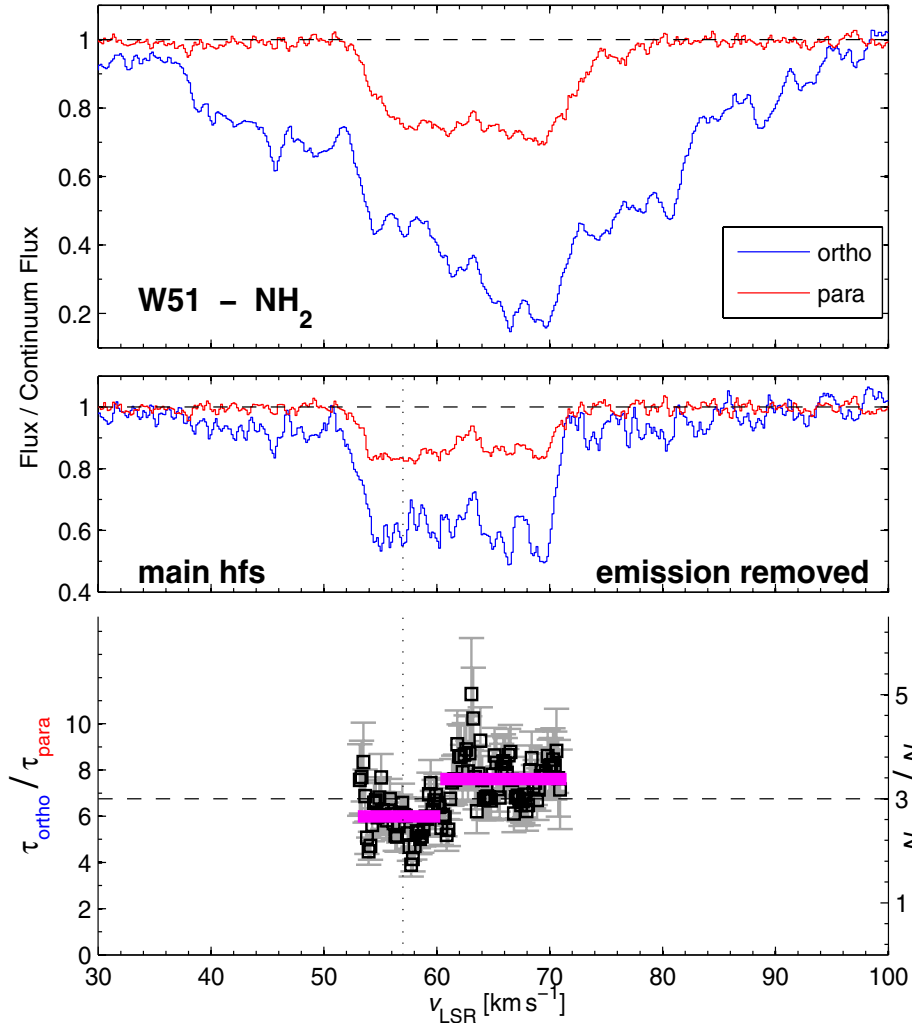 1
0.8
0.6
0.4
0.2
Flux / Continuum Flux
W51 – NH2
ortho
para
1
0.8
0.6
0.4
main hfs
emission removed
10
8
6
4
2
0
τortho / τpara
5
3
1
N / N
30 40 50 60 70 80 90 100
vLSR [km s−1]